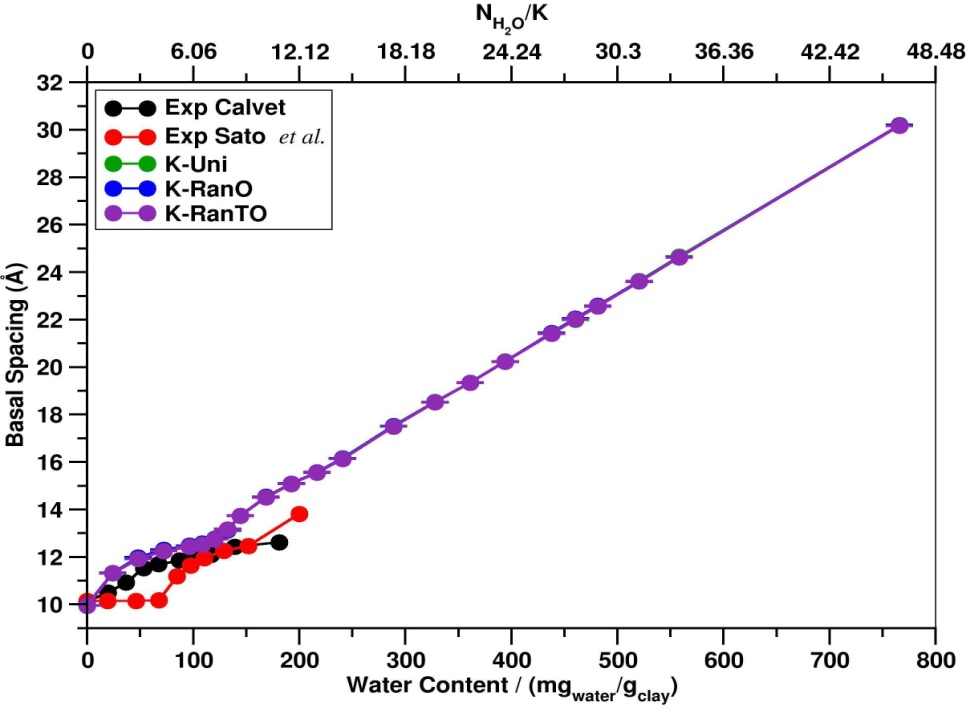 N_H₂O/K
0 6.06 12.12 18.18 24.24 30.3 36.36 42.42 48.48
Exp Calvet
Exp Sato et al.
K-Uni
K-RanO
K-RanTO
32
30
28
26
24
22
20
18
16
14
12
10
Basal Spacing (Å)
0 100 200 300 400 500 600 700 800
Water Content / (mg_water/g_clay)